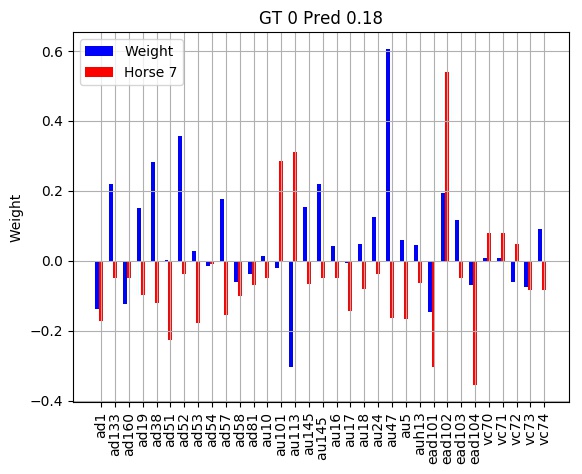 GT 0 Pred 0.18
Weight
Horse 7
Weight
0.6
0.4
0.2
0.0
−0.2
−0.4
ad1
ad133
ad160
ad19
ad38
ad51
ad52
ad53
ad54
ad57
ad58
ad81
au10
au101
au113
au145
au145
au16
au17
au18
au24
au47
au5
auh13
ead101
ead102
ead103
ead104
vc70
vc71
vc72
vc73
vc74